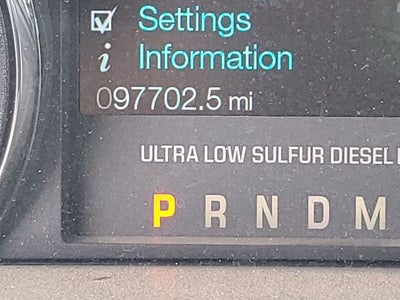 Settings
i Information
097702.5 mi
ULTRA LOW SULFUR DIESEL
P R N D M